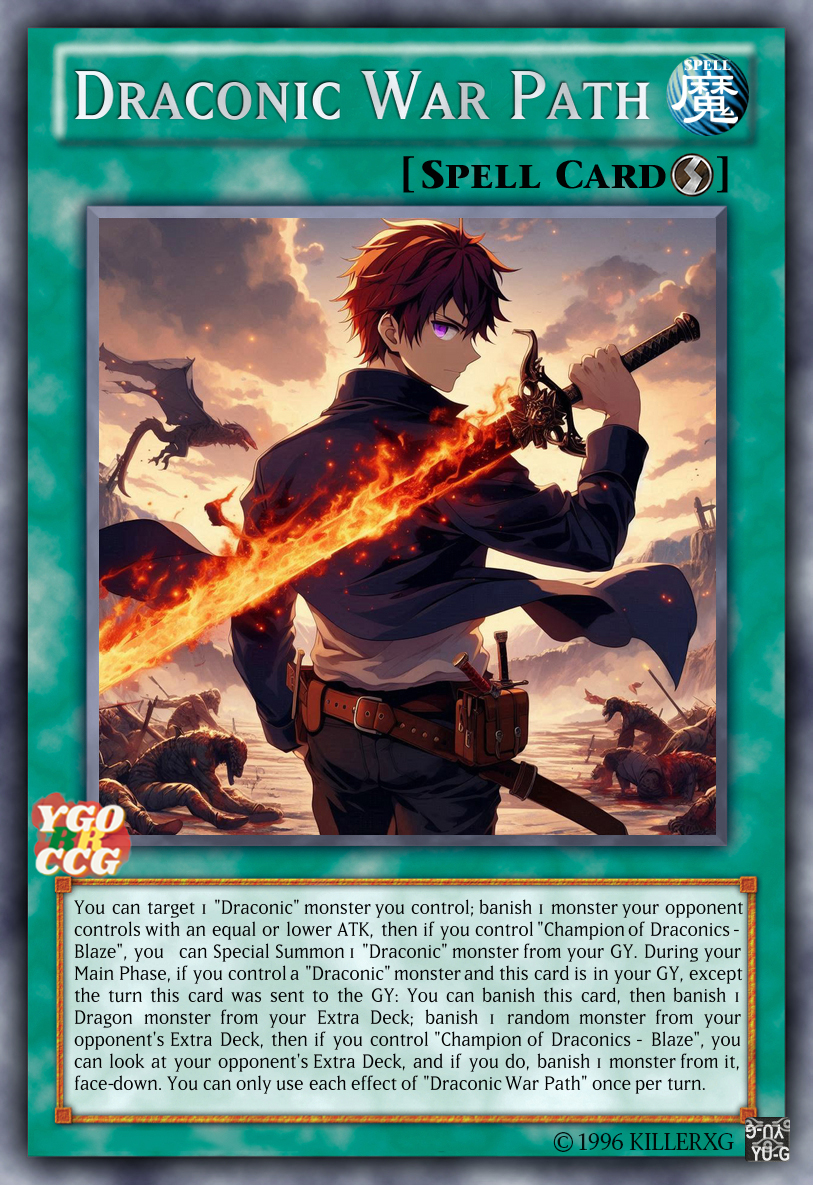 Draconic War Path
SPELL
魔
[Spell Card]
YGO
RR
CCG
You can target 1 "Draconic" monster you control; banish 1 monster your opponent
controls with an equal or lower ATK, then if you control "Champion of Draconics -
Blaze", you can Special Summon 1 "Draconic" monster from your GY. During your
Main Phase, if you control a "Draconic" monster and this card is in your GY, except
the turn this card was sent to the GY: You can banish this card, then banish 1
Dragon monster from your Extra Deck; banish 1 random monster from your
opponent's Extra Deck, then if you control "Champion of Draconics - Blaze", you
can look at your opponent's Extra Deck, and if you do, banish 1 monster from it,
face-down. You can only use each effect of "Draconic War Path" once per turn.
© 1996 KILLERXG
YU-G
YU-G